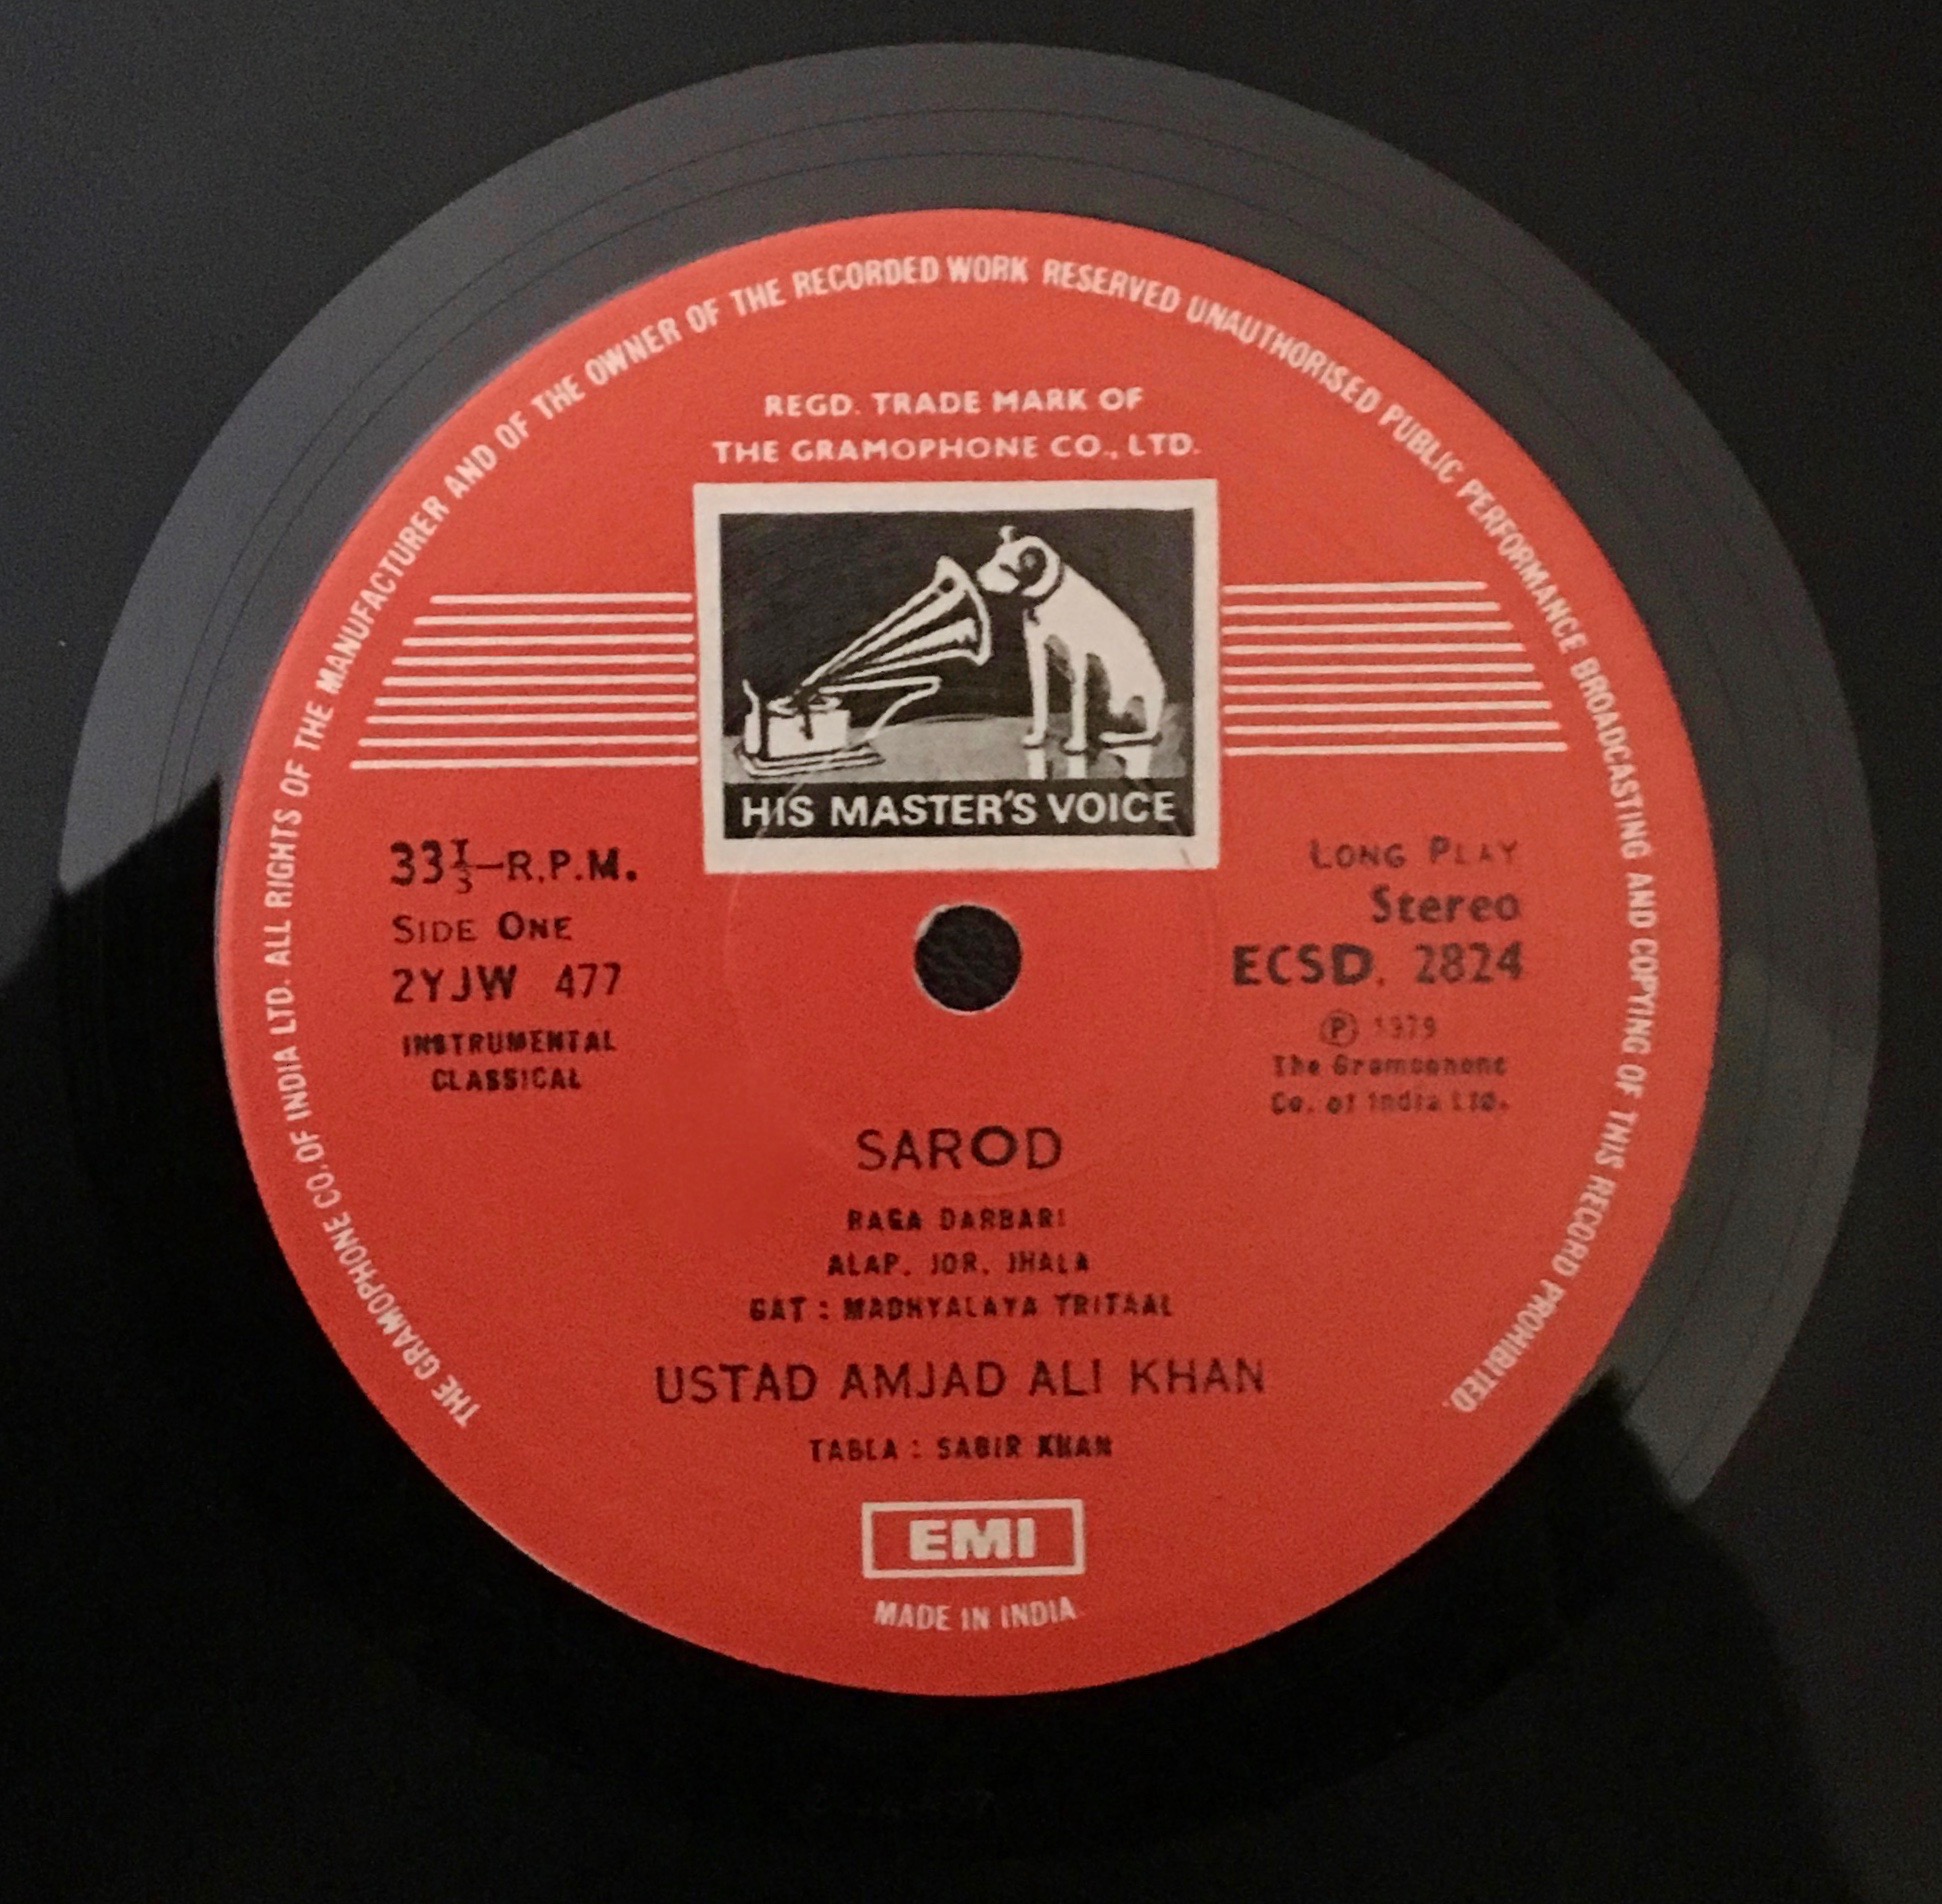 THE GRAMOPHONE CO. OF INDIA LTD. ALL RIGHTS OF THE MANUFACTURER AND OF THE OWNER OF THE RECORDED WORK RESERVED UNAUTHORISED PUBLIC PERFORMANCE BROADCASTING AND COPYING OF THIS RECORD PROHIBITED.
REGD. TRADE MARK OF
THE GRAMOPHONE CO., LTD.
HIS MASTER'S VOICE
33⅓-R.P.M.
SIDE ONE
2YJW 477
INSTRUMENTAL
CLASSICAL
LONG PLAY
Stereo
ECSD. 2824
℗ 1979
The Gramophone
Co. of India Ltd.
SAROD
RAGA DARBARI
ALAP. JOR. JHALA
GAT : MADHYALAYA TRITAAL
USTAD AMJAD ALI KHAN
TABLA : SABIR KHAN
EMI
MADE IN INDIA